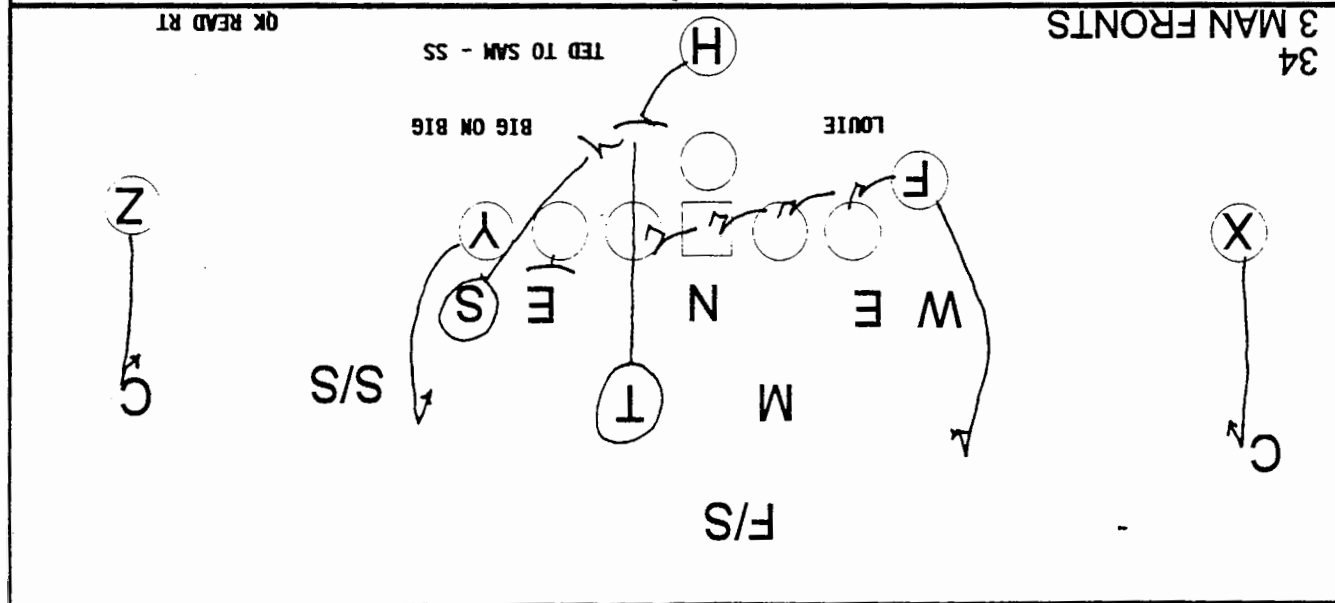 F/S
C
M T S/S C
W E N E S
X F Y Z
LOUIE BIG ON BIG
34 H TED TO SAM - SS
3 MAN FRONTS QK READ RT